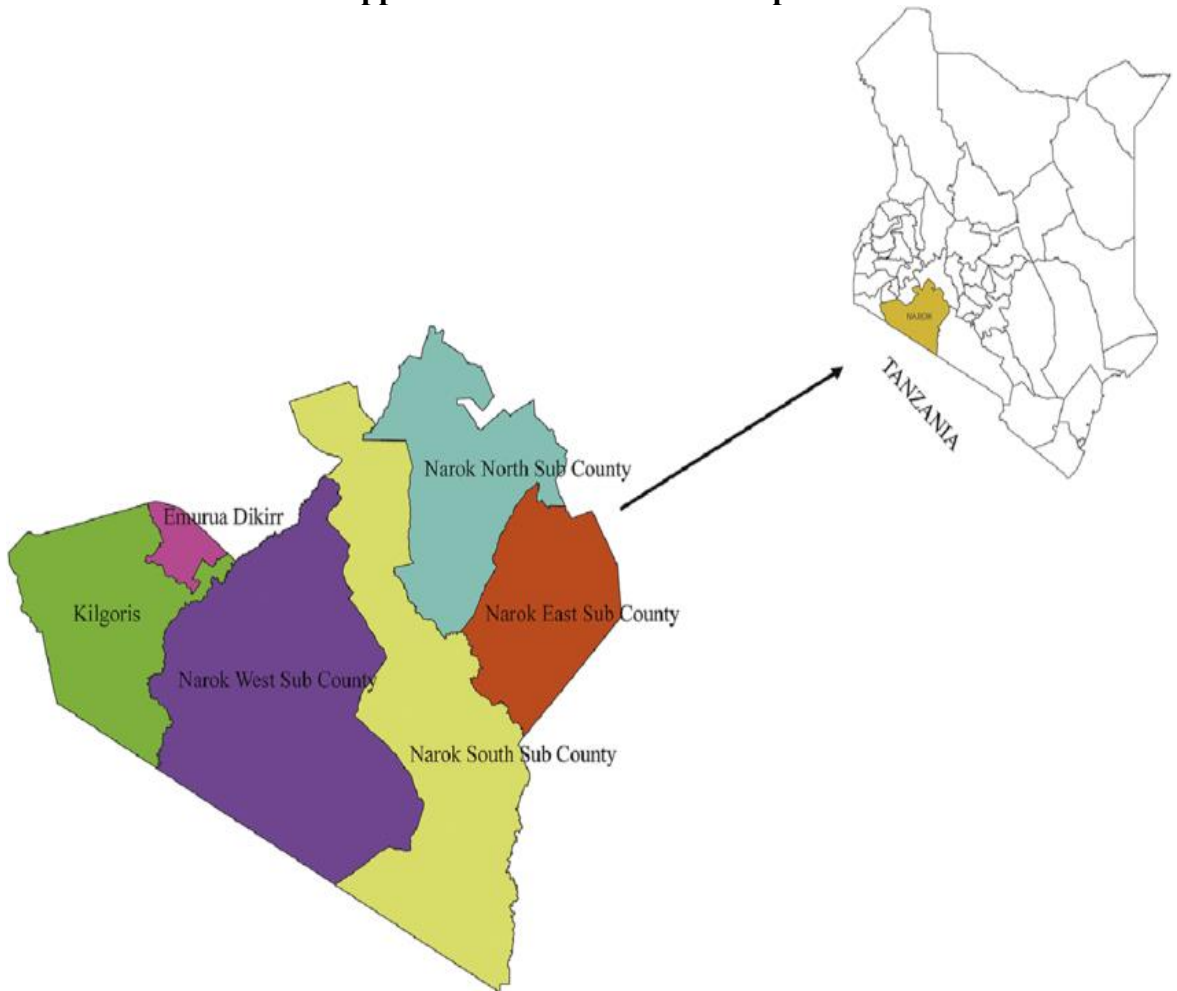 NAROK
TANZANIA
Narok North Sub County
Emurua Dikirr
Kilgoris
Narok East Sub County
Narok West Sub County
Narok South Sub County